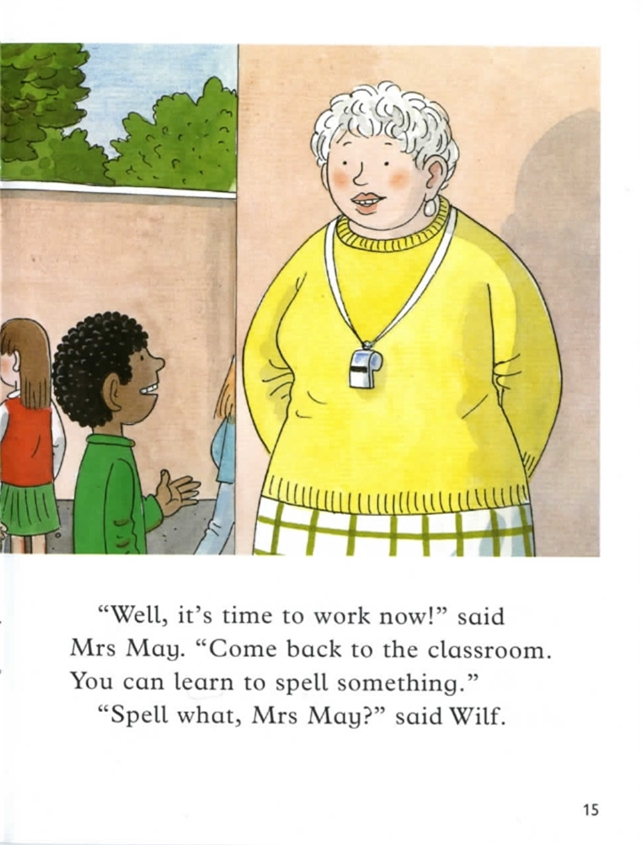 “Well, it’s time to work now!” said
Mrs May. “Come back to the classroom.
You can learn to spell something.”
“Spell what, Mrs May?” said Wilf.
15